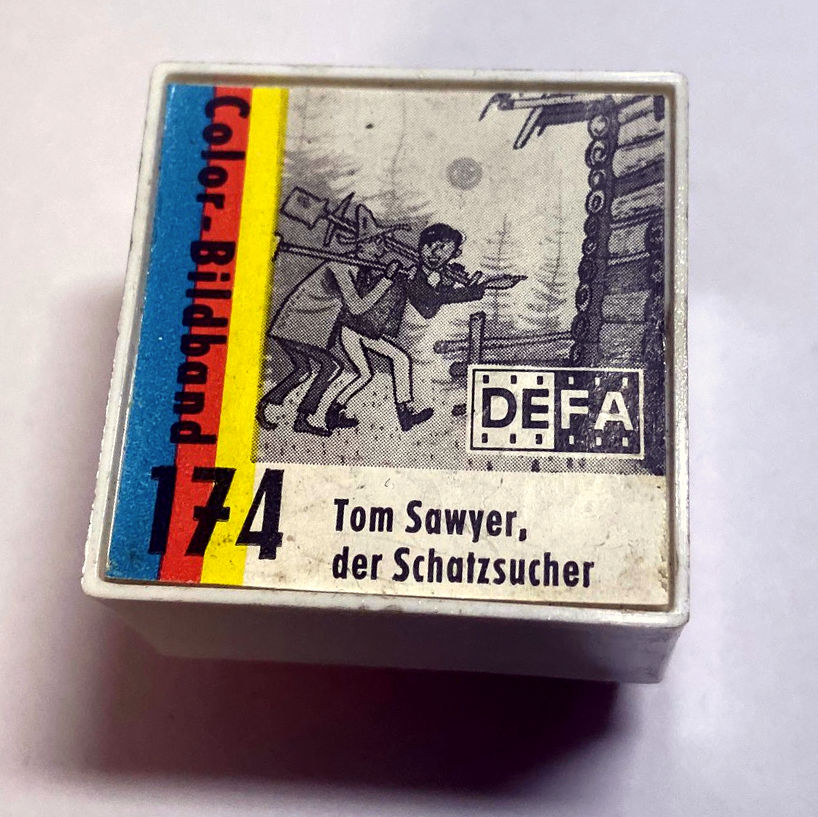 Color-Bildband
DEFA
174
Tom Sawyer,
der Schatzsucher